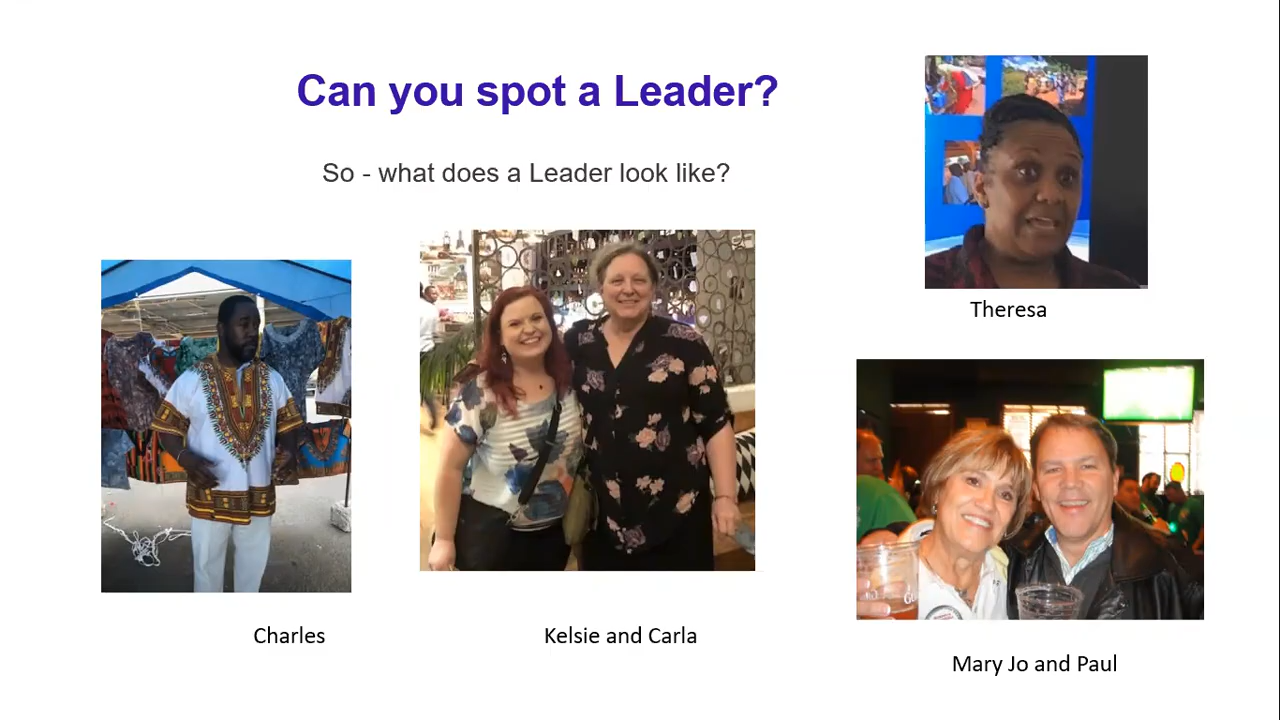 Can you spot a Leader?
So - what does a Leader look like?
Theresa
Charles
Kelsie and Carla
Mary Jo and Paul